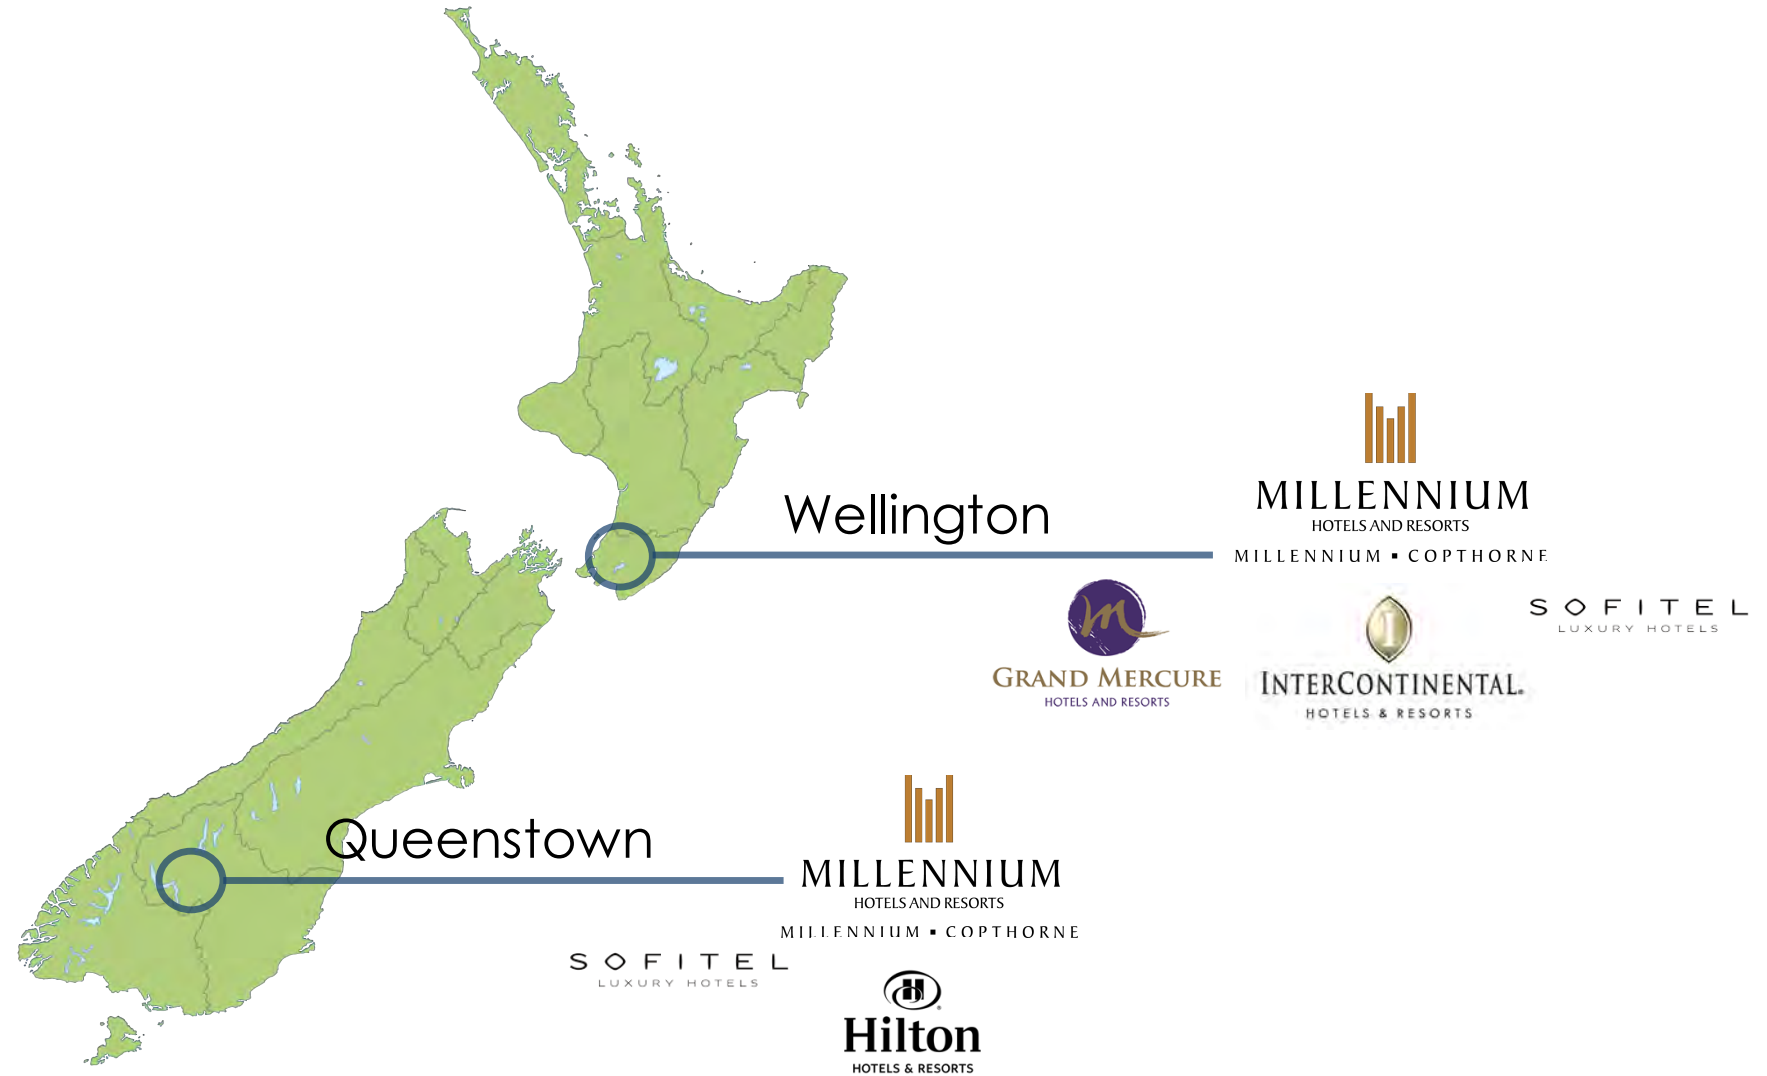 Wellington
MILLENNIUM
HOTELS AND RESORTS
MILLENNIUM ▪ COPTHORNE
GRAND MERCURE
HOTELS AND RESORTS
INTERCONTINENTAL®
HOTELS & RESORTS
SOFITEL
LUXURY HOTELS
Queenstown
MILLENNIUM
HOTELS AND RESORTS
MILLENNIUM ▪ COPTHORNE
SOFITEL
LUXURY HOTELS
H
Hilton
HOTELS & RESORTS